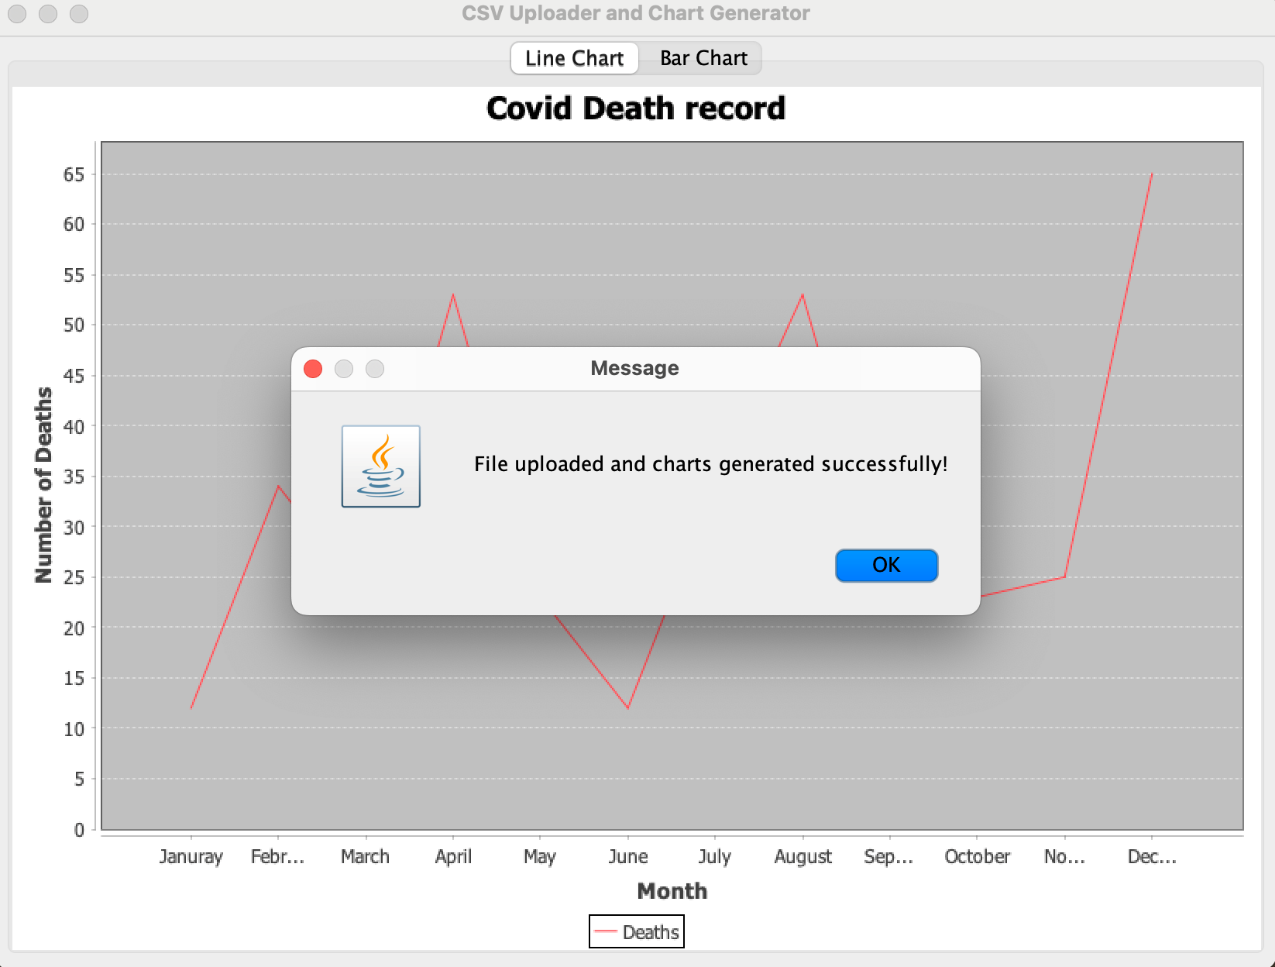 CSV Uploader and Chart Generator
Line Chart Bar Chart
Covid Death record
65
60
55
50
45
40
35
30
25
20
15
10
5
0
Number of Deaths
Message
File uploaded and charts generated successfully!
OK
Januray Febr... March April May June July August Sep... October No... Dec...
Month
Deaths